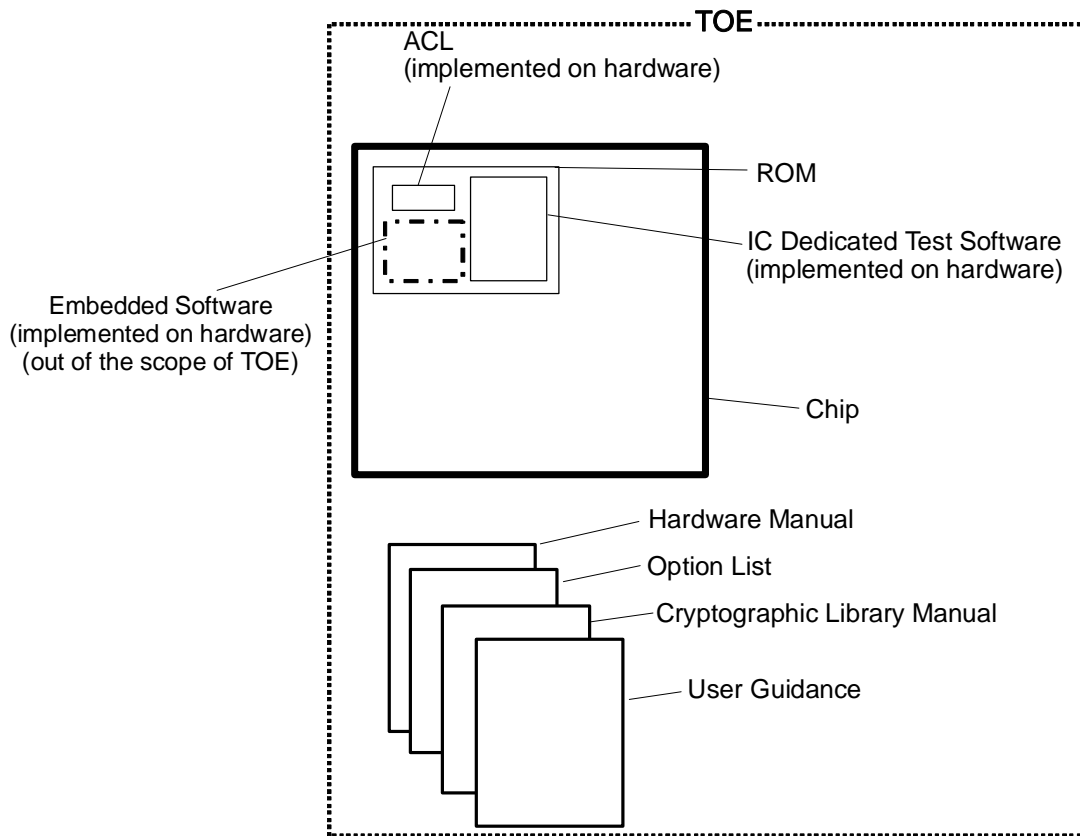 TOE
ACL
(implemented on hardware)
ROM
IC Dedicated Test Software
(implemented on hardware)
Embedded Software
(implemented on hardware)
(out of the scope of TOE)
Chip
Hardware Manual
Option List
Cryptographic Library Manual
User Guidance